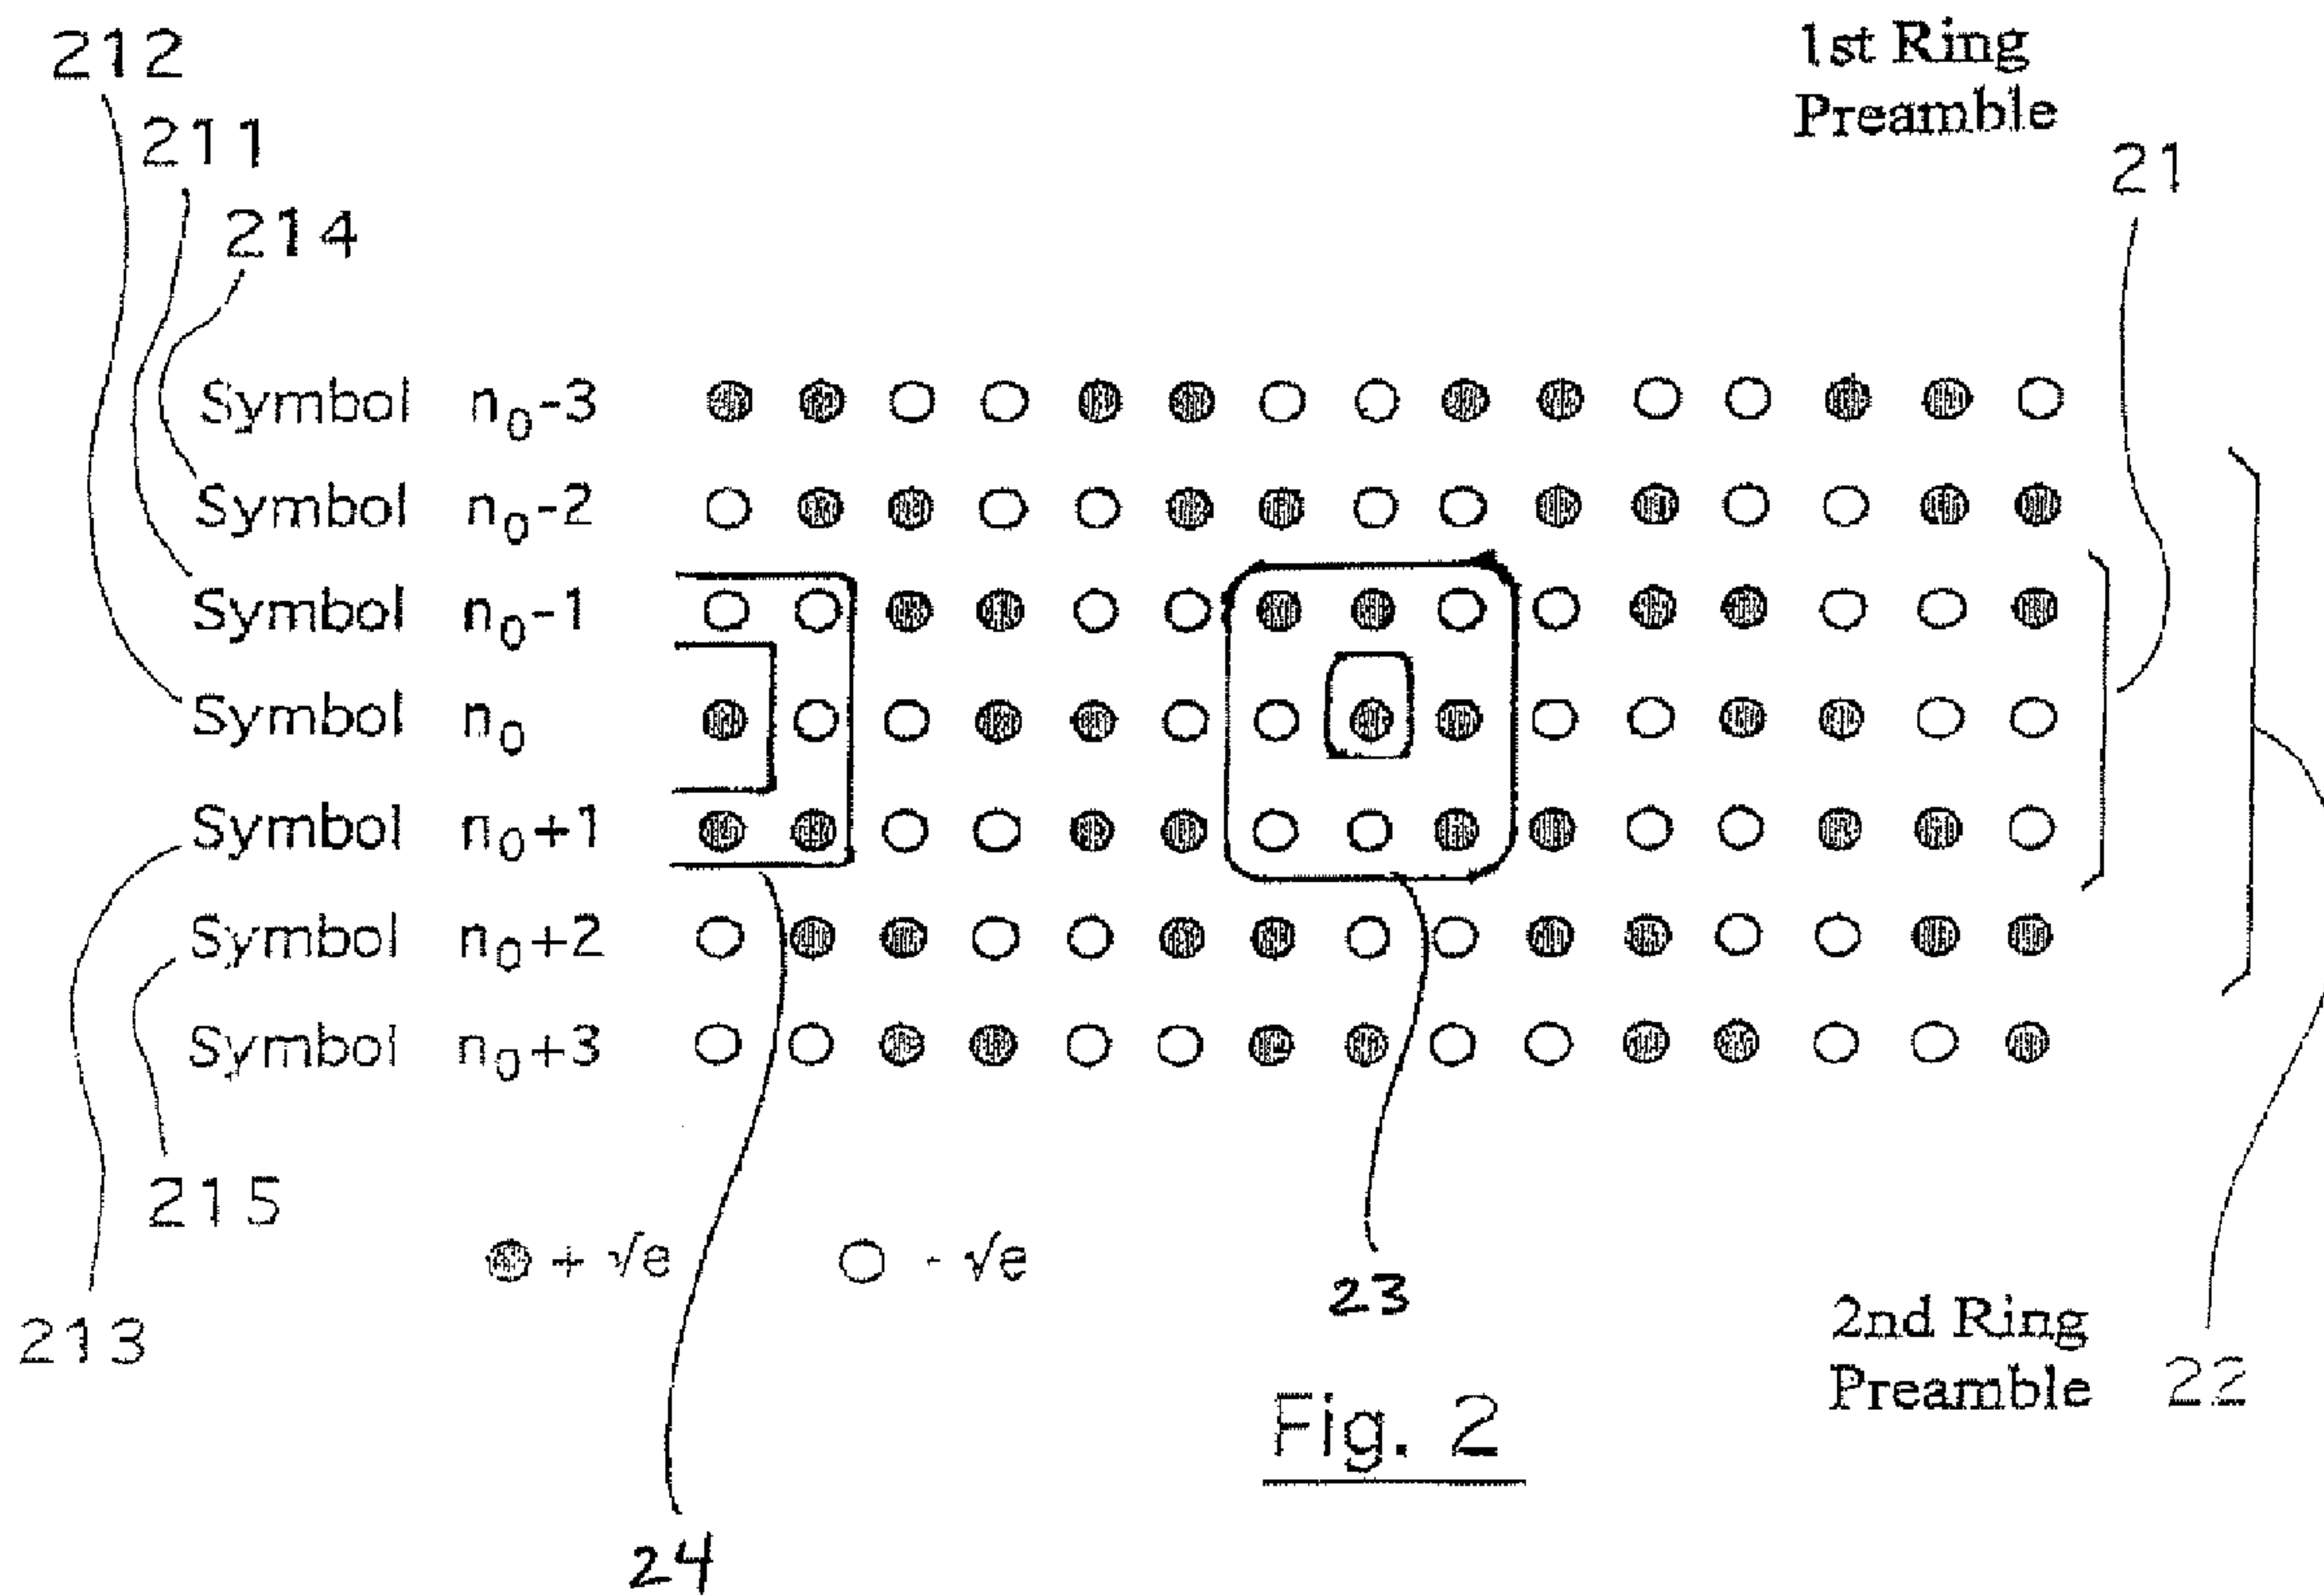 212
1st Ring
Preamble
211
21
214
Symbol n₀-3
Symbol n₀-2
Symbol n₀-1
Symbol n₀
Symbol n₀+1
Symbol n₀+2
Symbol n₀+3
215
+ √e
- √e
23
213
2nd Ring
Preamble
22
Fig. 2
24